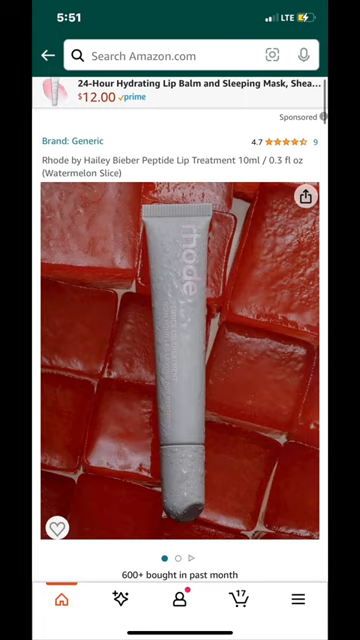 5:51
LTE
Search Amazon.com
24-Hour Hydrating Lip Balm and Sleeping Mask, Shea...
$12.00 prime
Sponsored
Brand: Generic
4.7
9
Rhode by Hailey Bieber Peptide Lip Treatment 10ml / 0.3 fl oz
(Watermelon Slice)
rhode
600+ bought in past month
17